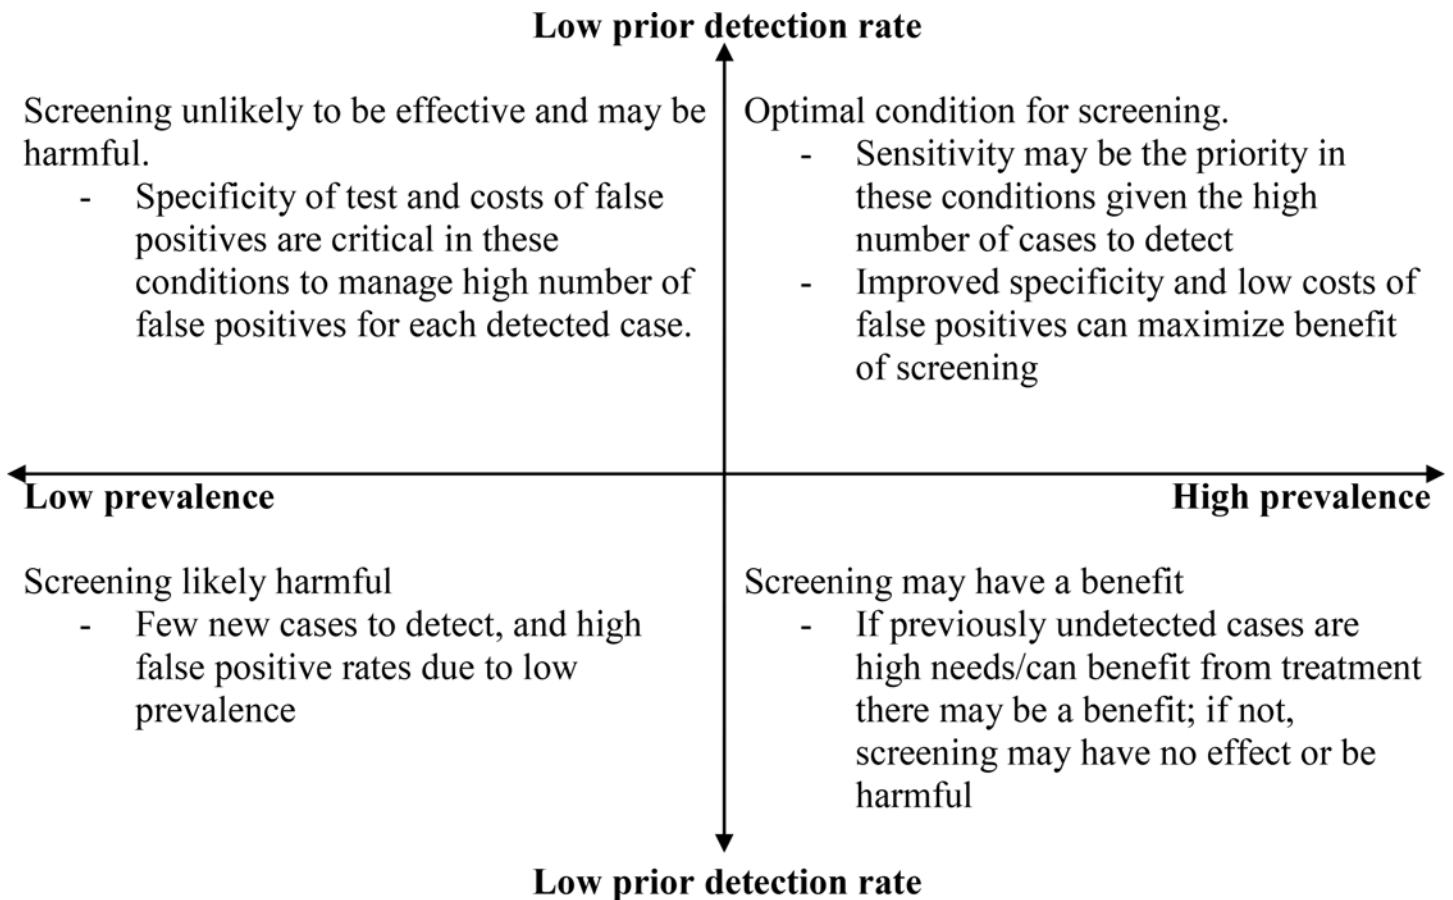 Low prior detection rate
Screening unlikely to be effective and may be
harmful.
- Specificity of test and costs of false
positives are critical in these
conditions to manage high number of
false positives for each detected case.
Optimal condition for screening.
- Sensitivity may be the priority in
these conditions given the high
number of cases to detect
- Improved specificity and low costs of
false positives can maximize benefit
of screening
Low prevalence
High prevalence
Screening likely harmful
- Few new cases to detect, and high
false positive rates due to low
prevalence
Screening may have a benefit
- If previously undetected cases are
high needs/can benefit from treatment
there may be a benefit; if not,
screening may have no effect or be
harmful
Low prior detection rate